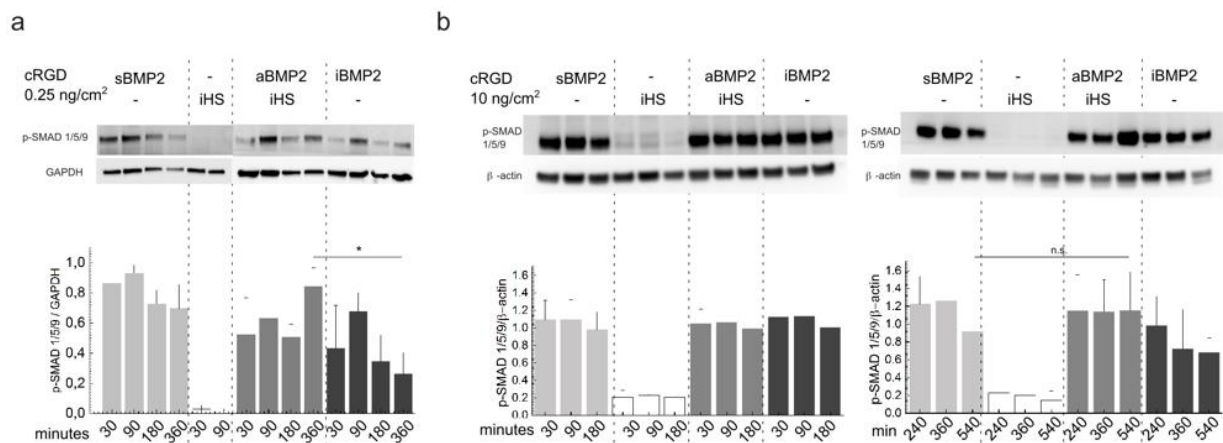 a
cRGD
0.25 ng/cm²
sBMP2 - aBMP2 iBMP2
- iHS iHS -
p-SMAD 1/5/9
GAPDH
*
p-SMAD 1/5/9 / GAPDH
1,0
0,8
0,6
0,4
0,2
0,0
minutes 30 90 180 360 30 90 30 90 180 360 30 90 180 360
b
cRGD
10 ng/cm²
sBMP2 - aBMP2 iBMP2
- iHS iHS -
p-SMAD
1/5/9
β -actin
p-SMAD 1/5/9/β−actin
1.6
1.4
1.2
1.0
0.8
0.6
0.4
0.2
0.0
minutes 30 90 180 30 90 180 30 90 180 30 90 180
sBMP2 - aBMP2 iBMP2
- iHS iHS -
p-SMAD
1/5/9
β -actin
n.s
p-SMAD 1/5/9/β−actin
1.6
1.4
1.2
1.0
0.8
0.6
0.4
0.2
0.0
min 240 360 540 240 360 540 240 360 540 240 360 540